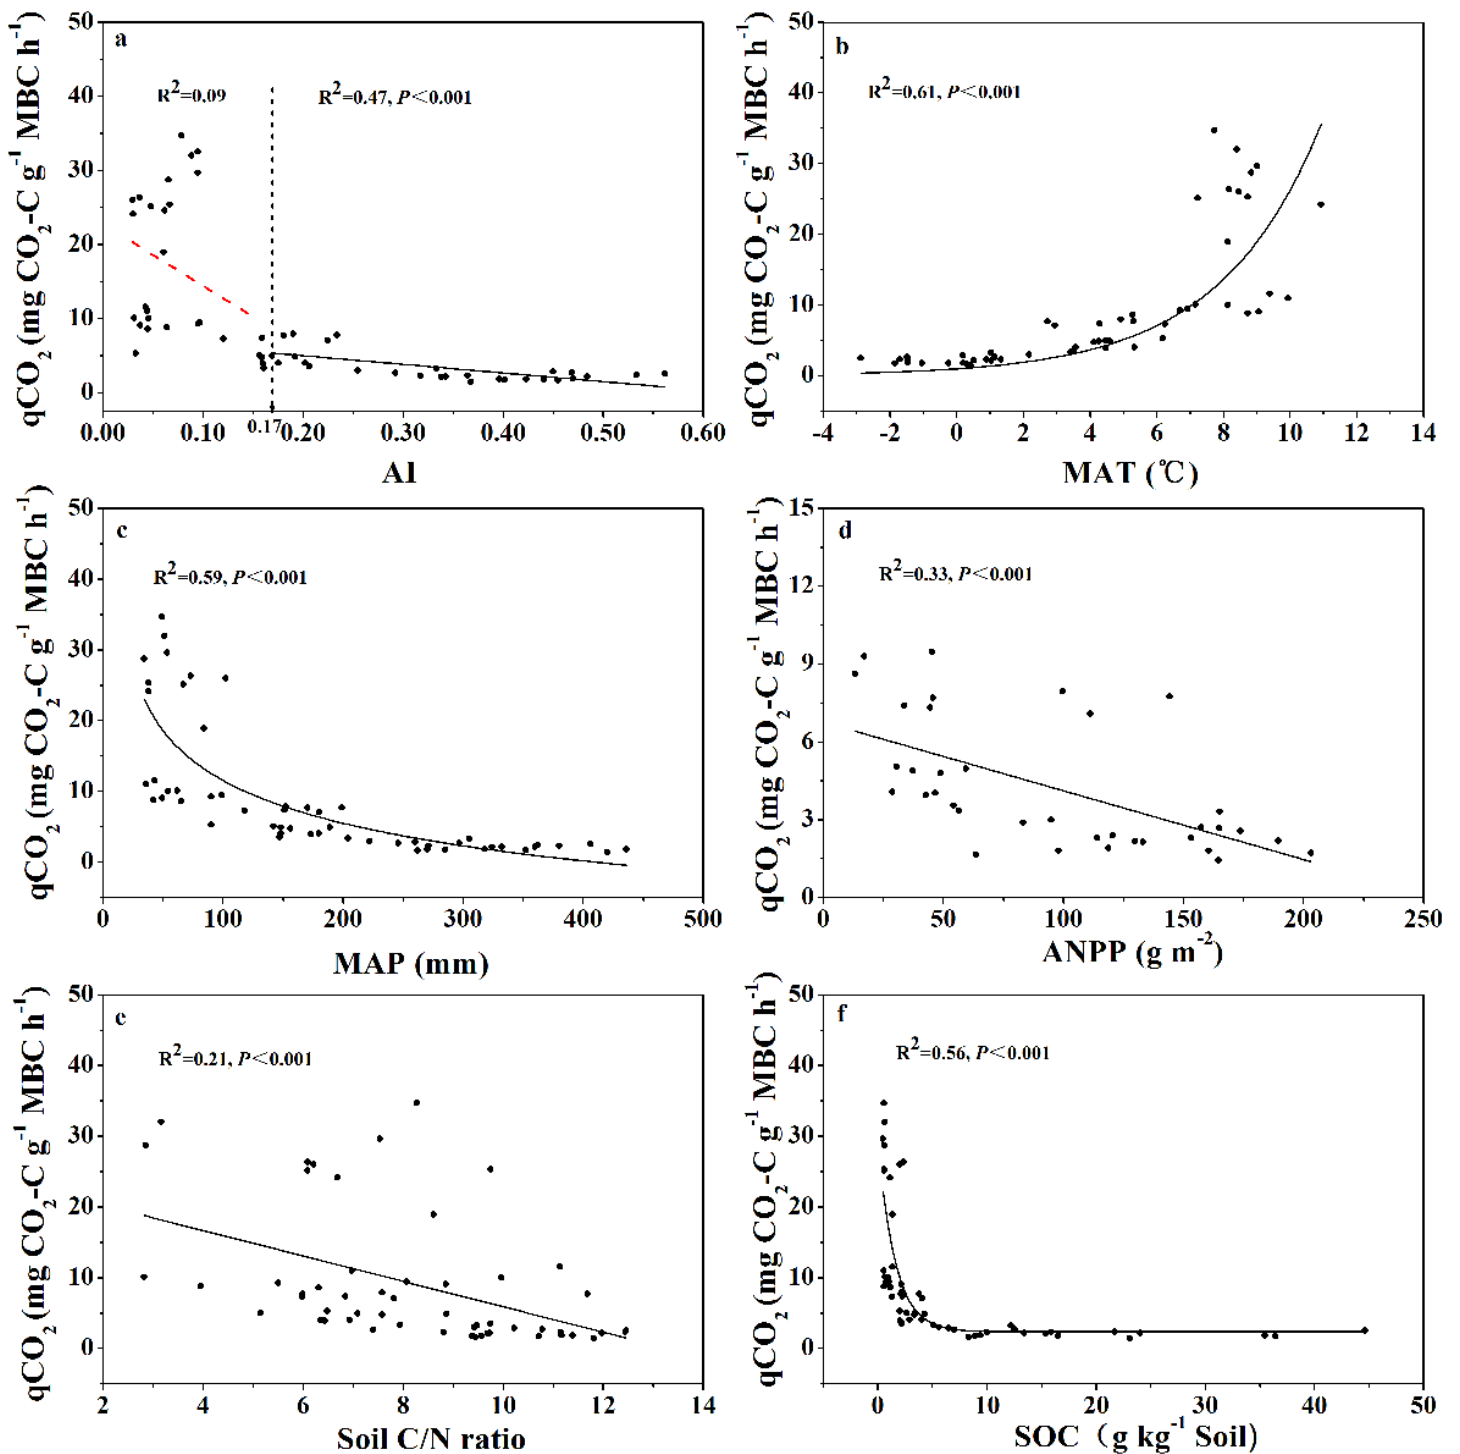 a
R²=0.09
R²=0.47, P<0.001
qCO₂ (mg CO₂-C g⁻¹ MBC h⁻¹)
50
40
30
20
10
0
0.00 0.10 0.17 0.20 0.30 0.40 0.50 0.60
AI
b
R²=0.61, P<0.001
qCO₂ (mg CO₂-C g⁻¹ MBC h⁻¹)
50
40
30
20
10
0
-4 -2 0 2 4 6 8 10 12 14
MAT (℃)
c
R²=0.59, P<0.001
qCO₂ (mg CO₂-C g⁻¹ MBC h⁻¹)
50
40
30
20
10
0
0 100 200 300 400 500
MAP (mm)
d
R²=0.33, P<0.001
qCO₂ (mg CO₂-C g⁻¹ MBC h⁻¹)
15
12
9
6
3
0
0 50 100 150 200 250
ANPP (g m⁻²)
e
R²=0.21, P<0.001
qCO₂ (mg CO₂-C g⁻¹ MBC h⁻¹)
50
40
30
20
10
0
2 4 6 8 10 12 14
Soil C/N ratio
f
R²=0.56, P<0.001
qCO₂ (mg CO₂-C g⁻¹ MBC h⁻¹)
50
40
30
20
10
0
0 10 20 30 40 50
SOC (g kg⁻¹ Soil)